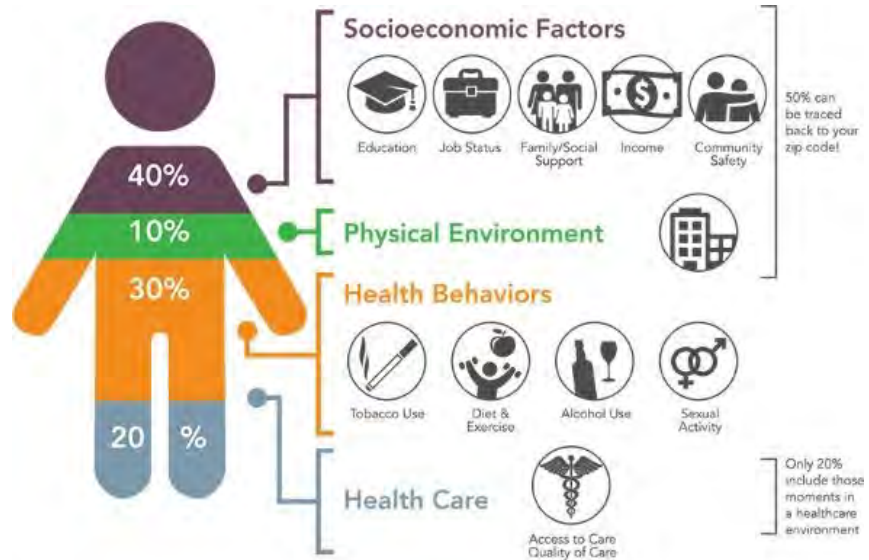 Socioeconomic Factors
Education
Job Status
Family/Social
Support
Income
Community
Safety
50% can
be traced
back to your
zip code!
40%
10%
Physical Environment
30%
Health Behaviors
Tobacco Use
Diet &
Exercise
Alcohol Use
Sexual
Activity
20 %
Health Care
Access to Care
Quality of Care
Only 20%
include those
moments in
a healthcare
environment